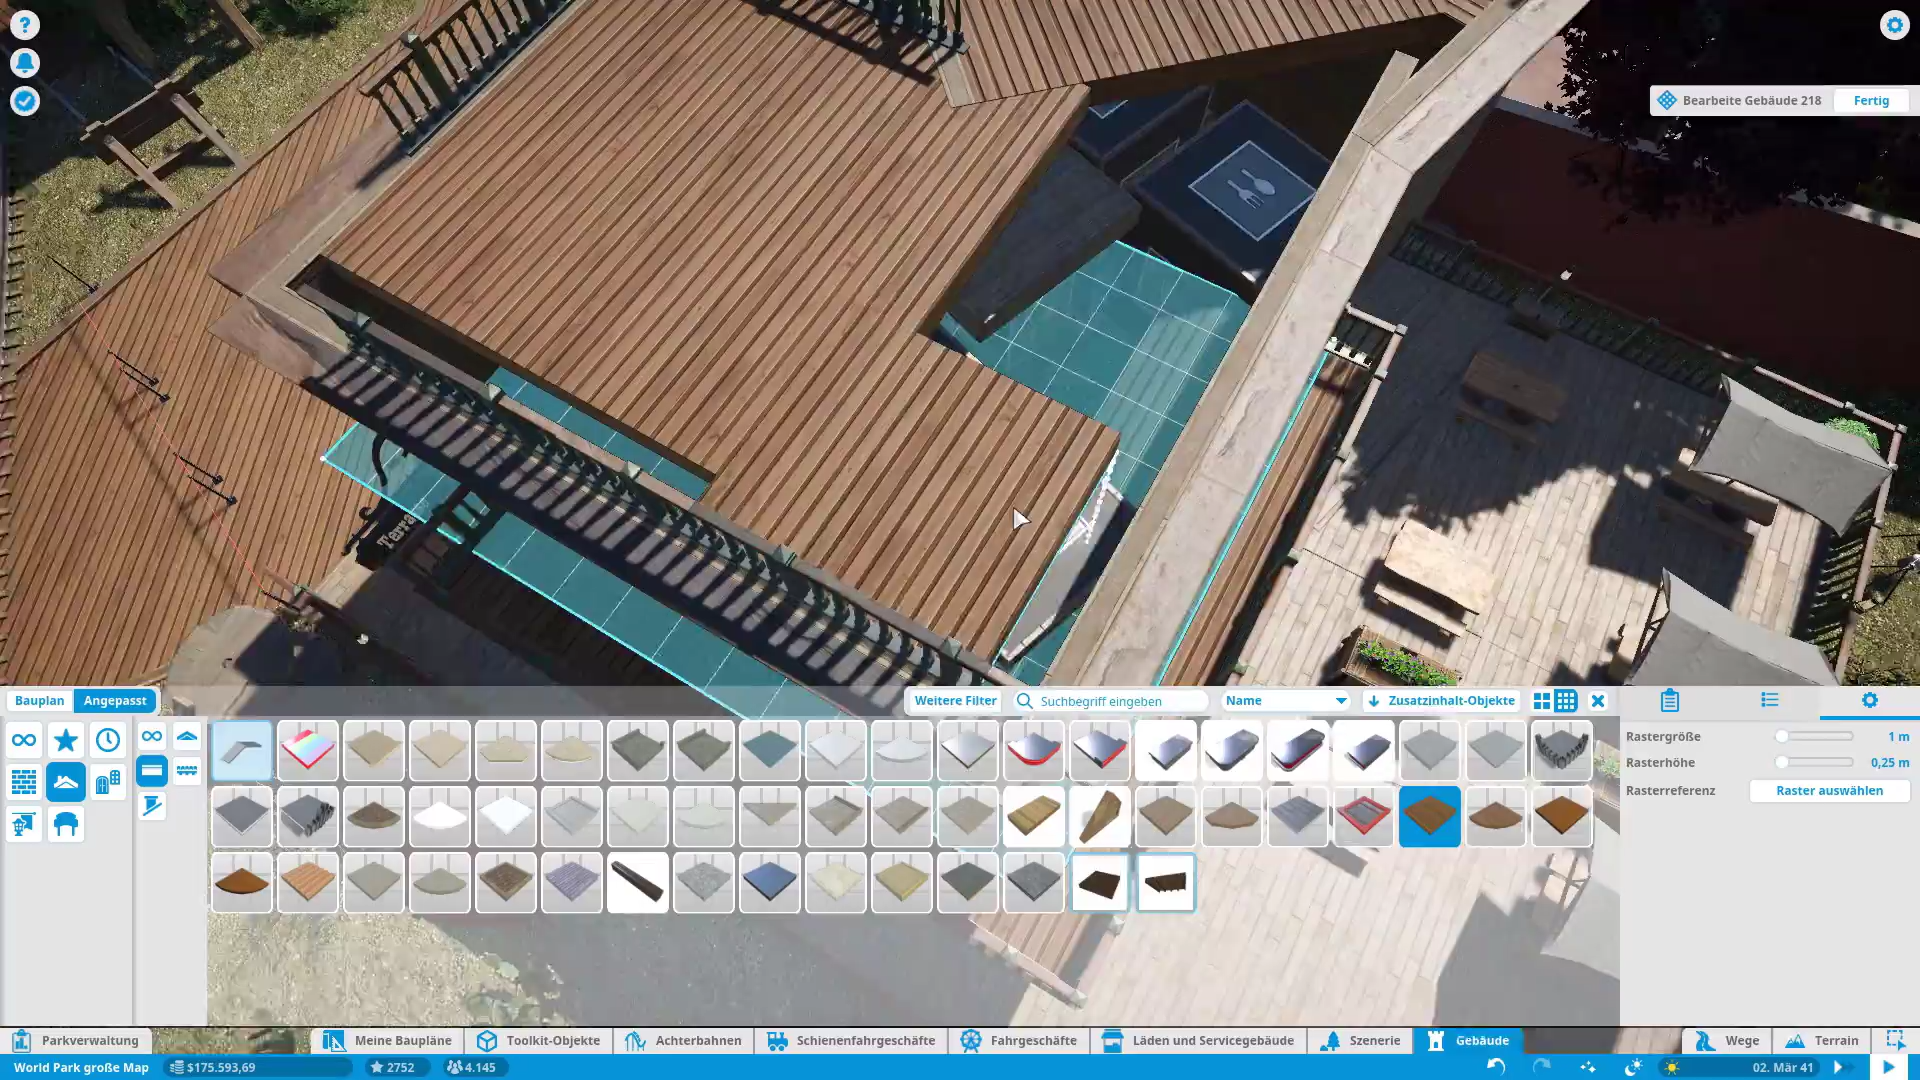 ?
Bearbeite Gebäude 218
Fertig
Terra
Bauplan
Angepasst
Weitere Filter
Suchbegriff eingeben
Name
Zusatzinhalt-Objekte
Rastergröße
1 m
Rasterhöhe
0,25 m
Rasterreferenz
Raster auswählen
Parkverwaltung
Meine Baupläne
Toolkit-Objekte
Achterbahnen
Schienenfahrgeschäfte
Fahrgeschäfte
Läden und Servicegebäude
Szenerie
Gebäude
Wege
Terrain
World Park große Map
$175.593,69
2752
4.145
02. Mär 41